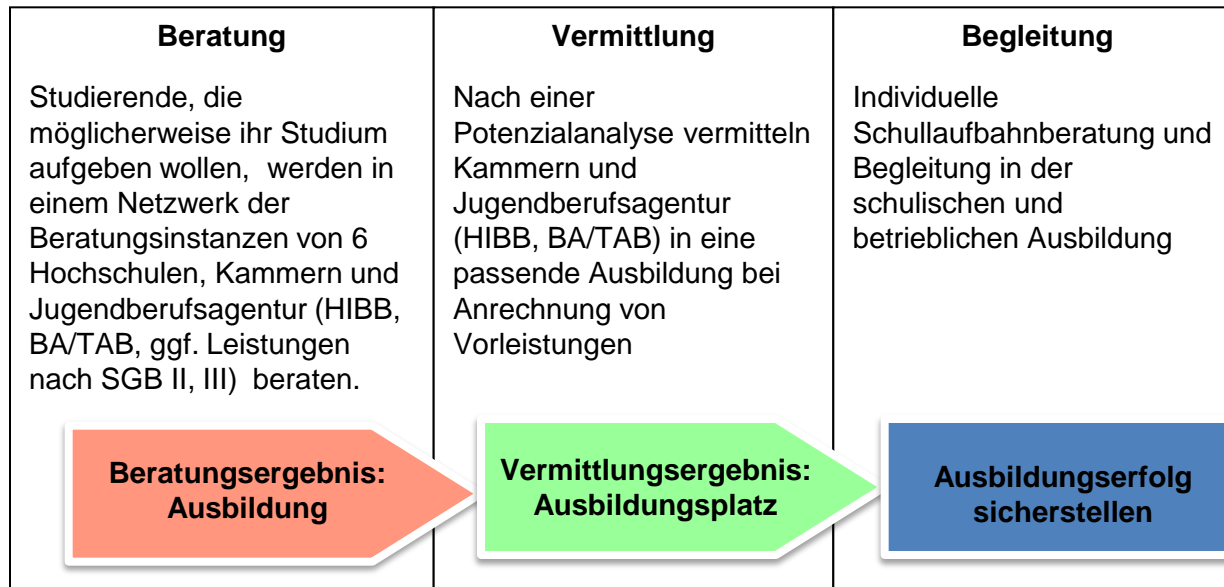 Beratung
Studierende, die
möglicherweise ihr Studium
aufgeben wollen, werden in
einem Netzwerk der
Beratungsinstanzen von 6
Hochschulen, Kammern und
Jugendberufsagentur (HIBB,
BA/TAB, ggf. Leistungen
nach SGB II, III) beraten.
Beratungsergebnis:
Ausbildung
Vermittlung
Nach einer
Potenzialanalyse vermitteln
Kammern und
Jugendberufsagentur
(HIBB, BA/TAB) in eine
passende Ausbildung bei
Anrechnung von
Vorleistungen
Vermittlungsergebnis:
Ausbildungsplatz
Begleitung
Individuelle
Schullaufbahnberatung und
Begleitung in der
schulischen und
betrieblichen Ausbildung
Ausbildungserfolg
sicherstellen